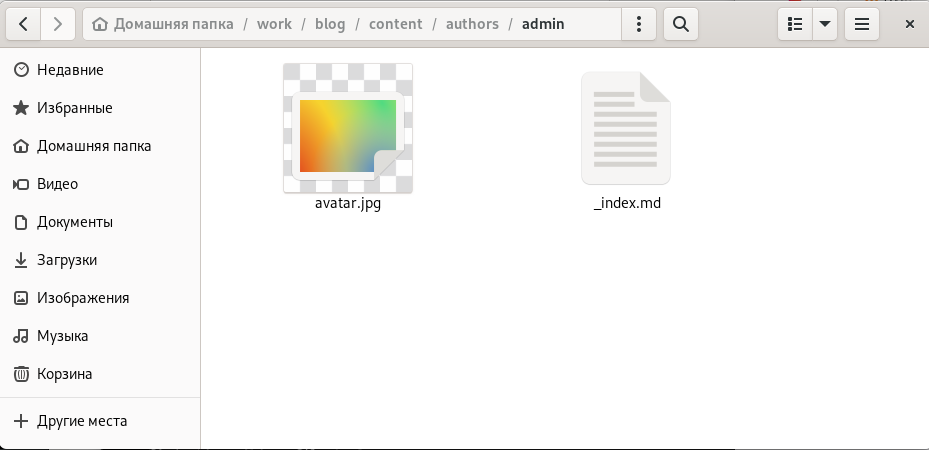 Домашняя папка / work / blog / content / authors / admin
Недавние
Избранные
Домашняя папка
Видео
Документы
Загрузки
Изображения
Музыка
Корзина
Другие места
avatar.jpg
_index.md